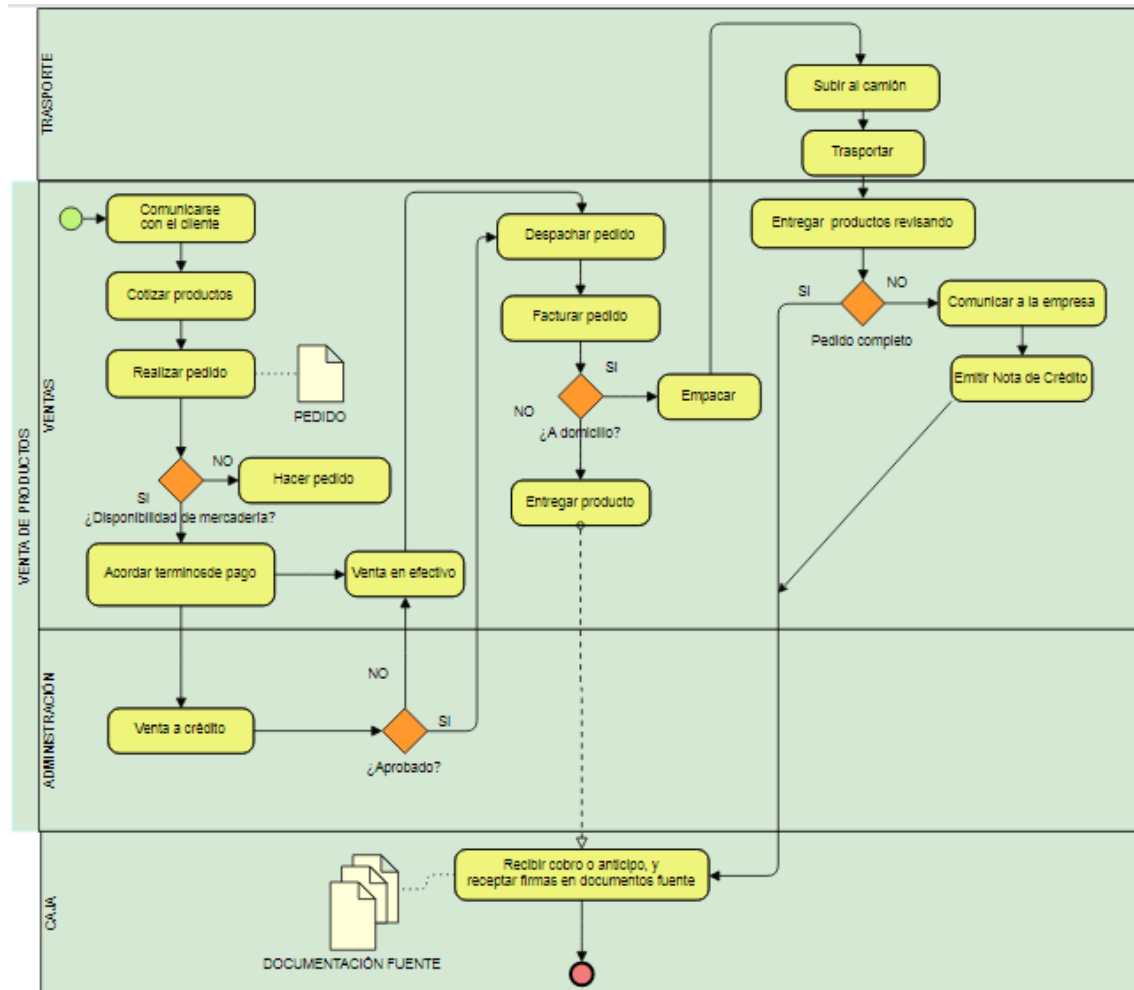 TRASPORTE
Subir al camión
Trasportar
VENTA DE PRODUCTOS
VENTAS
Comunicarse
con el cliente
Cotizar productos
Realizar pedido
PEDIDO
NO
Hacer pedido
SI
¿Disponibilidad de mercadería?
Acordar terminosde pago
Venta en efectivo
Despachar pedido
Facturar pedido
SI
NO
Empacar
¿A domicilio?
Entregar producto
Entregar productos revisando
SI
NO
Comunicar a la empresa
Pedido completo
Emitir Nota de Crédito
ADMINISTRACIÓN
NO
Venta a crédito
SI
¿Aprobado?
CAJA
Recibir cobro o anticipo, y
receptar firmas en documentos fuente
DOCUMENTACIÓN FUENTE